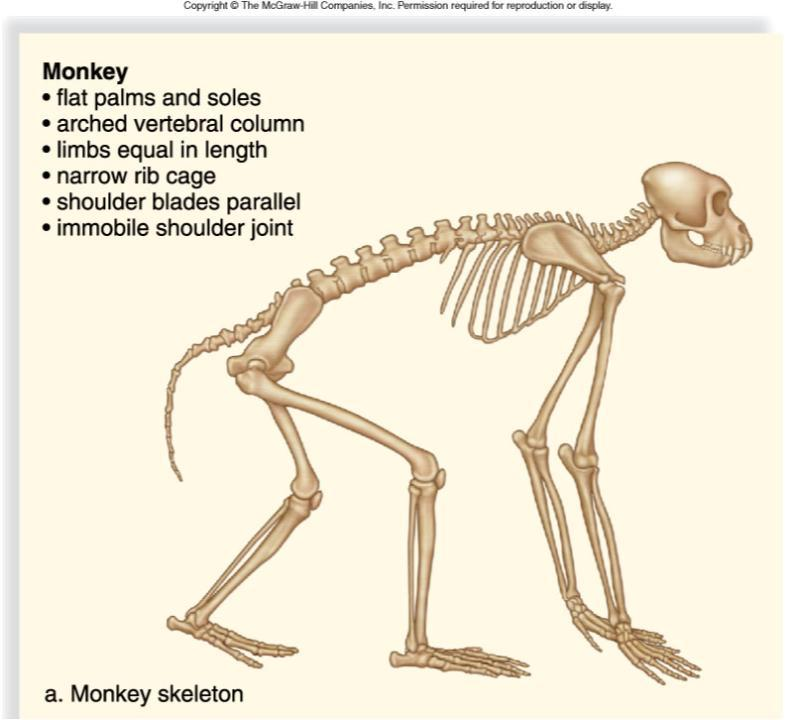 Copyright © The McGraw-Hill Companies, Inc. Permission required for reproduction or display.
Monkey
• flat palms and soles
• arched vertebral column
• limbs equal in length
• narrow rib cage
• shoulder blades parallel
• immobile shoulder joint
a. Monkey skeleton